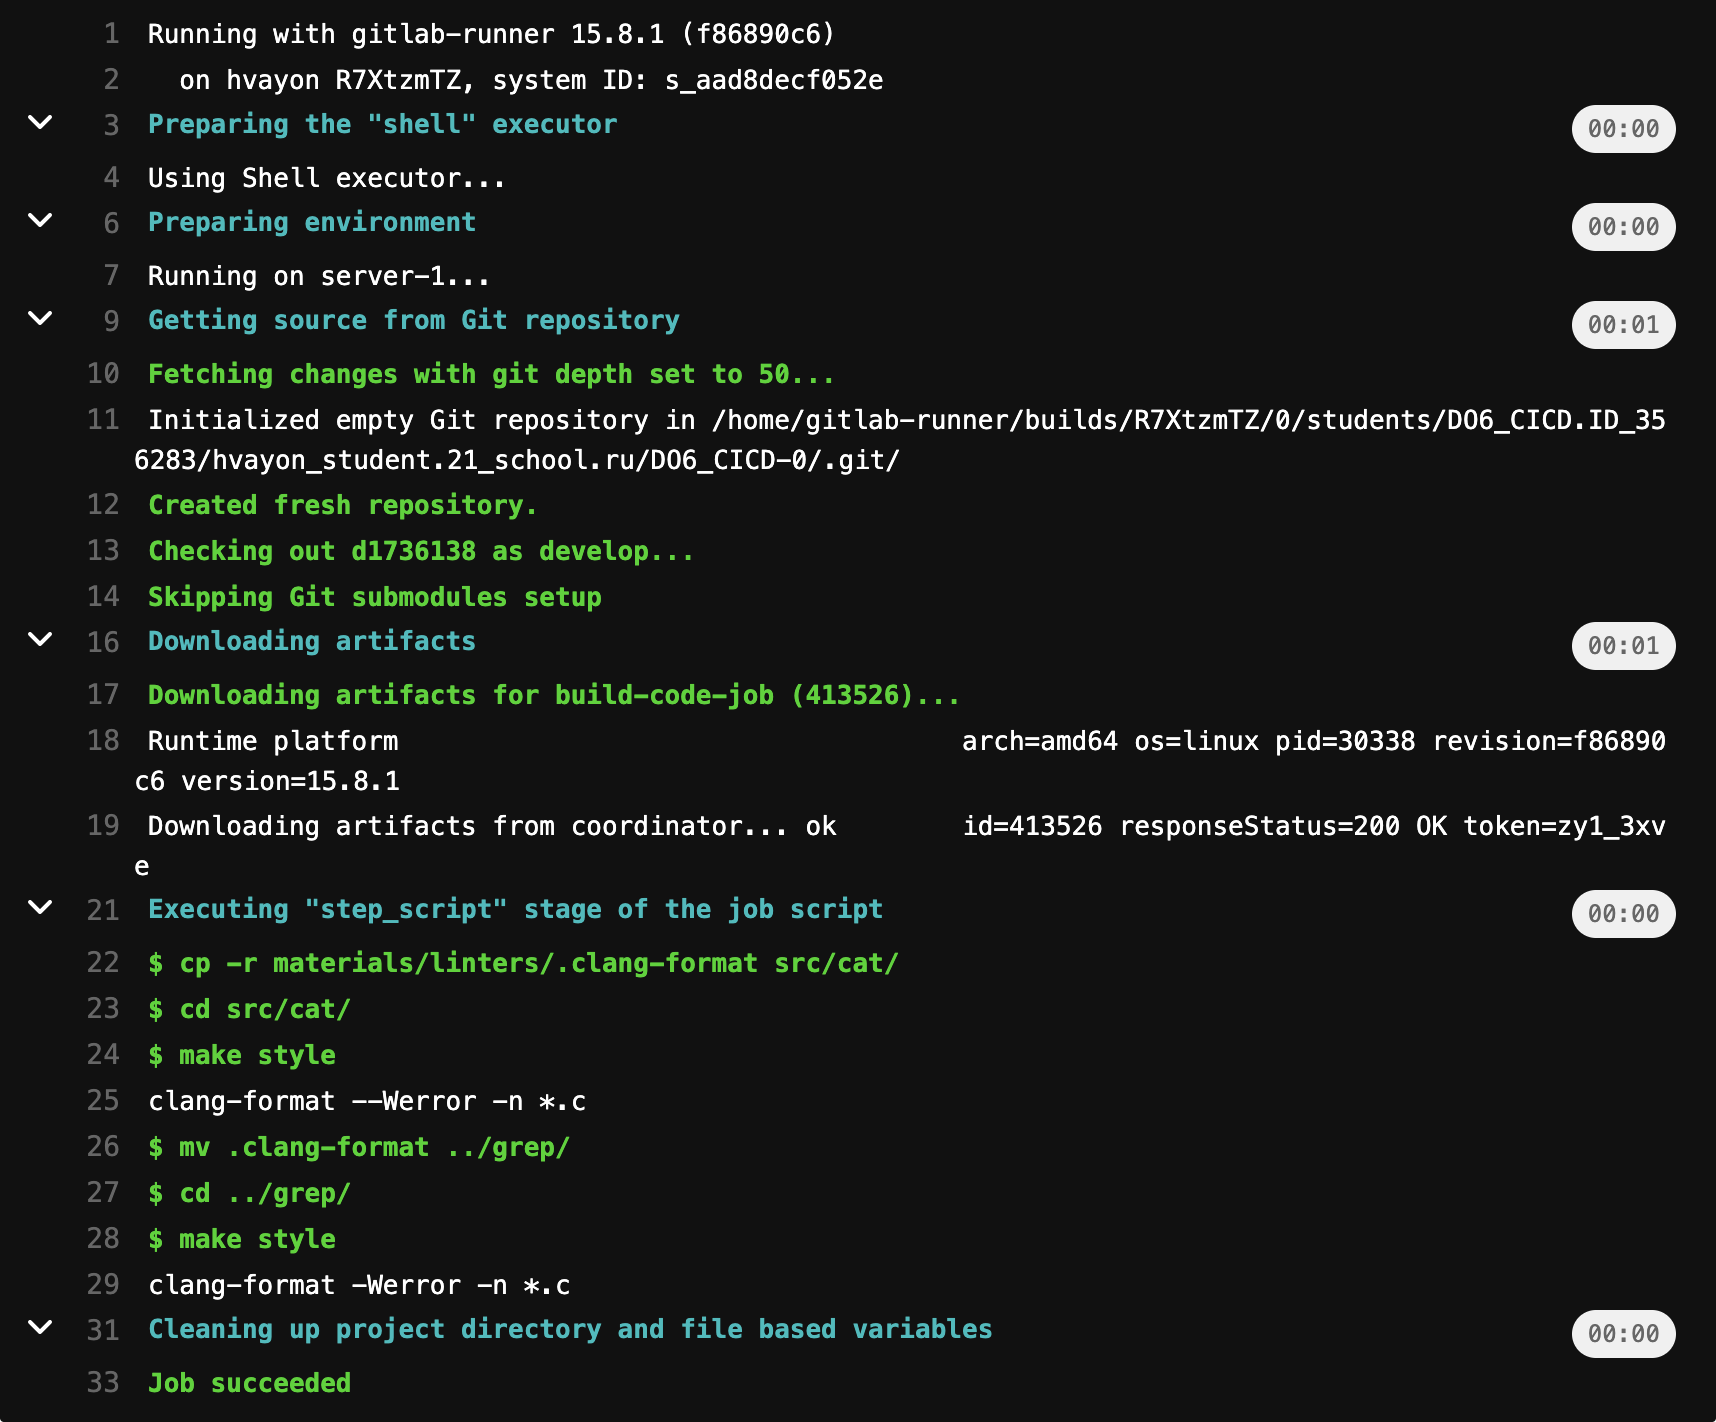 1 Running with gitlab-runner 15.8.1 (f86890c6)
2 on hvayon R7XtzmTZ, system ID: s_aad8decf052e
3 Preparing the "shell" executor 00:00
4 Using Shell executor...
6 Preparing environment 00:00
7 Running on server-1...
9 Getting source from Git repository 00:01
10 Fetching changes with git depth set to 50...
11 Initialized empty Git repository in /home/gitlab-runner/builds/R7XtzmTZ/0/students/DO6_CICD.ID_35
6283/hvayon_student.21_school.ru/DO6_CICD-0/.git/
12 Created fresh repository.
13 Checking out d1736138 as develop...
14 Skipping Git submodules setup
16 Downloading artifacts 00:01
17 Downloading artifacts for build-code-job (413526)...
18 Runtime platform arch=amd64 os=linux pid=30338 revision=f86890
c6 version=15.8.1
19 Downloading artifacts from coordinator... ok id=413526 responseStatus=200 OK token=zy1_3xv
e
21 Executing "step_script" stage of the job script 00:00
22 $ cp -r materials/linters/.clang-format src/cat/
23 $ cd src/cat/
24 $ make style
25 clang-format --Werror -n *.c
26 $ mv .clang-format ../grep/
27 $ cd ../grep/
28 $ make style
29 clang-format -Werror -n *.c
31 Cleaning up project directory and file based variables 00:00
33 Job succeeded